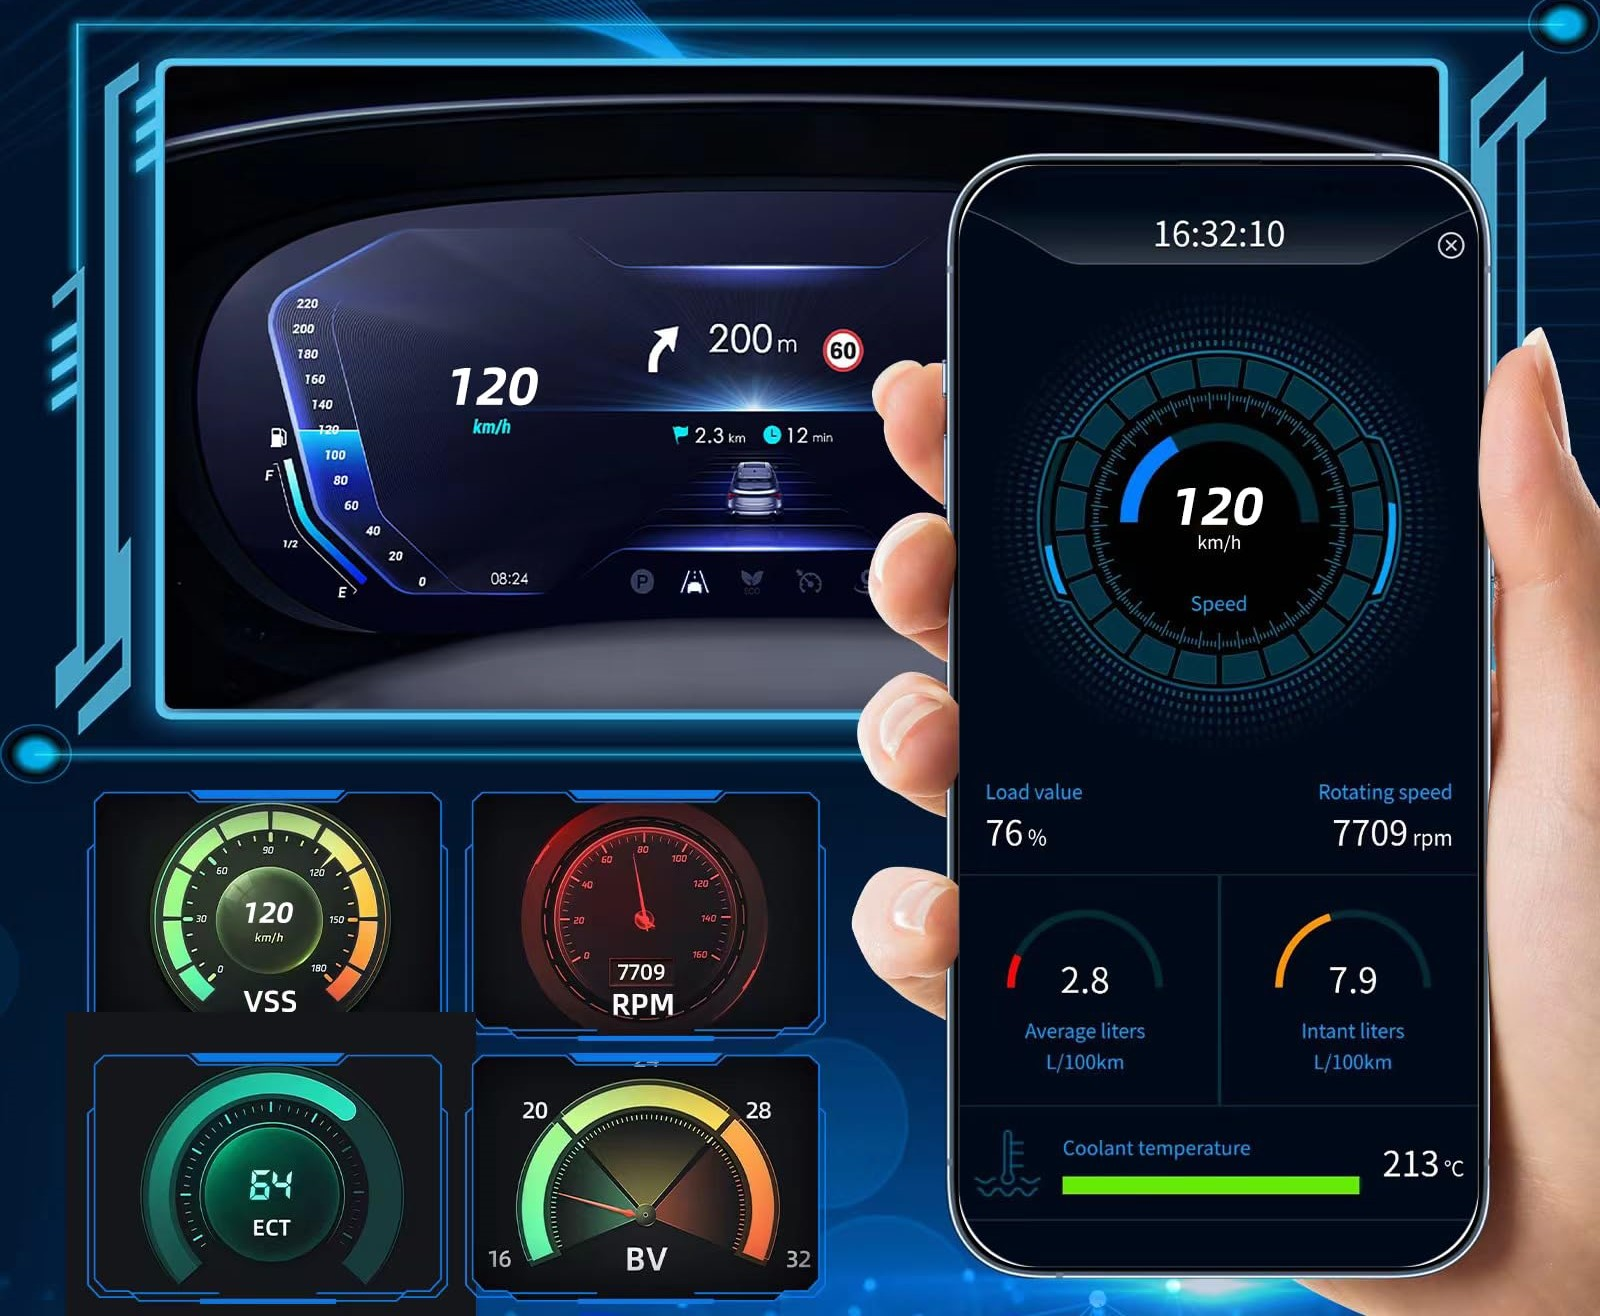 220
200
180
160
140
120
100
80
60
40
20
0
F
1/2
E
120
km/h
08:24
200 m
60
2.3 km
12 min
P
ECO
16:32:10
120
km/h
Speed
Load value
76 %
Rotating speed
7709 rpm
2.8
Average liters
L/100km
7.9
Intant liters
L/100km
Coolant temperature
213 °C
0
30
60
90
120
150
180
120
km/h
VSS
0
20
40
60
80
100
120
140
160
7709
RPM
64
ECT
16
20
28
32
BV